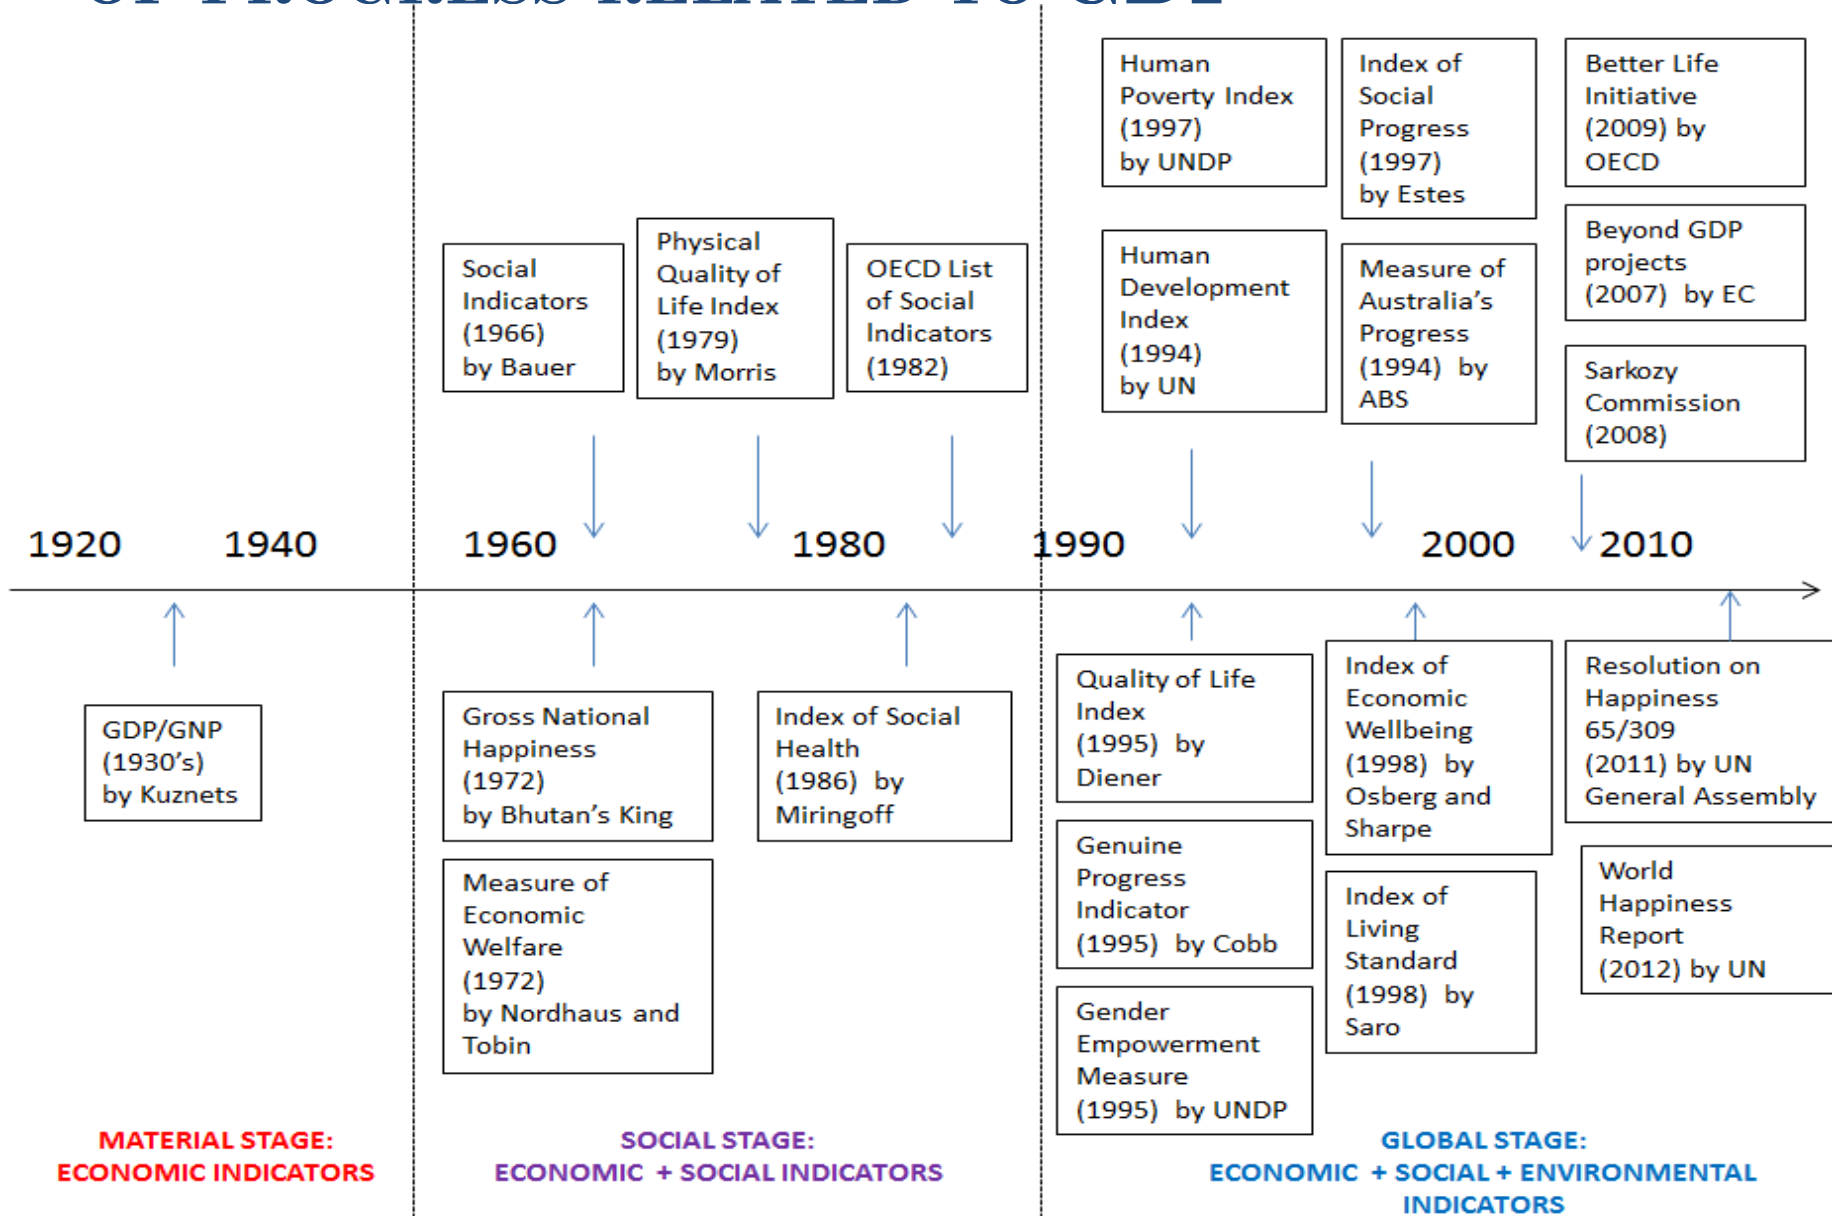 OF PROGRESS RELATED TO GDP
Human
Poverty Index
(1997)
by UNDP
Index of
Social
Progress
(1997)
by Estes
Better Life
Initiative
(2009) by
OECD
Social
Indicators
(1966)
by Bauer
Physical
Quality of
Life Index
(1979)
by Morris
OECD List
of Social
Indicators
(1982)
Human
Development
Index
(1994)
by UN
Measure of
Australia's
Progress
(1994) by
ABS
Beyond GDP
projects
(2007) by EC
Sarkozy
Commission
(2008)
1920 1940 1960 1980 1990 2000 2010
GDP/GNP
(1930's)
by Kuznets
Gross National
Happiness
(1972)
by Bhutan's King
Measure of
Economic
Welfare
(1972)
by Nordhaus and
Tobin
Index of Social
Health
(1986) by
Miringoff
Quality of Life
Index
(1995) by
Diener
Genuine
Progress
Indicator
(1995) by Cobb
Gender
Empowerment
Measure
(1995) by UNDP
Index of
Economic
Wellbeing
(1998) by
Osberg and
Sharpe
Index of
Living
Standard
(1998) by
Saro
Resolution on
Happiness
65/309
(2011) by UN
General Assembly
World
Happiness
Report
(2012) by UN
MATERIAL STAGE:
ECONOMIC INDICATORS
SOCIAL STAGE:
ECONOMIC + SOCIAL INDICATORS
GLOBAL STAGE:
ECONOMIC + SOCIAL + ENVIRONMENTAL
INDICATORS